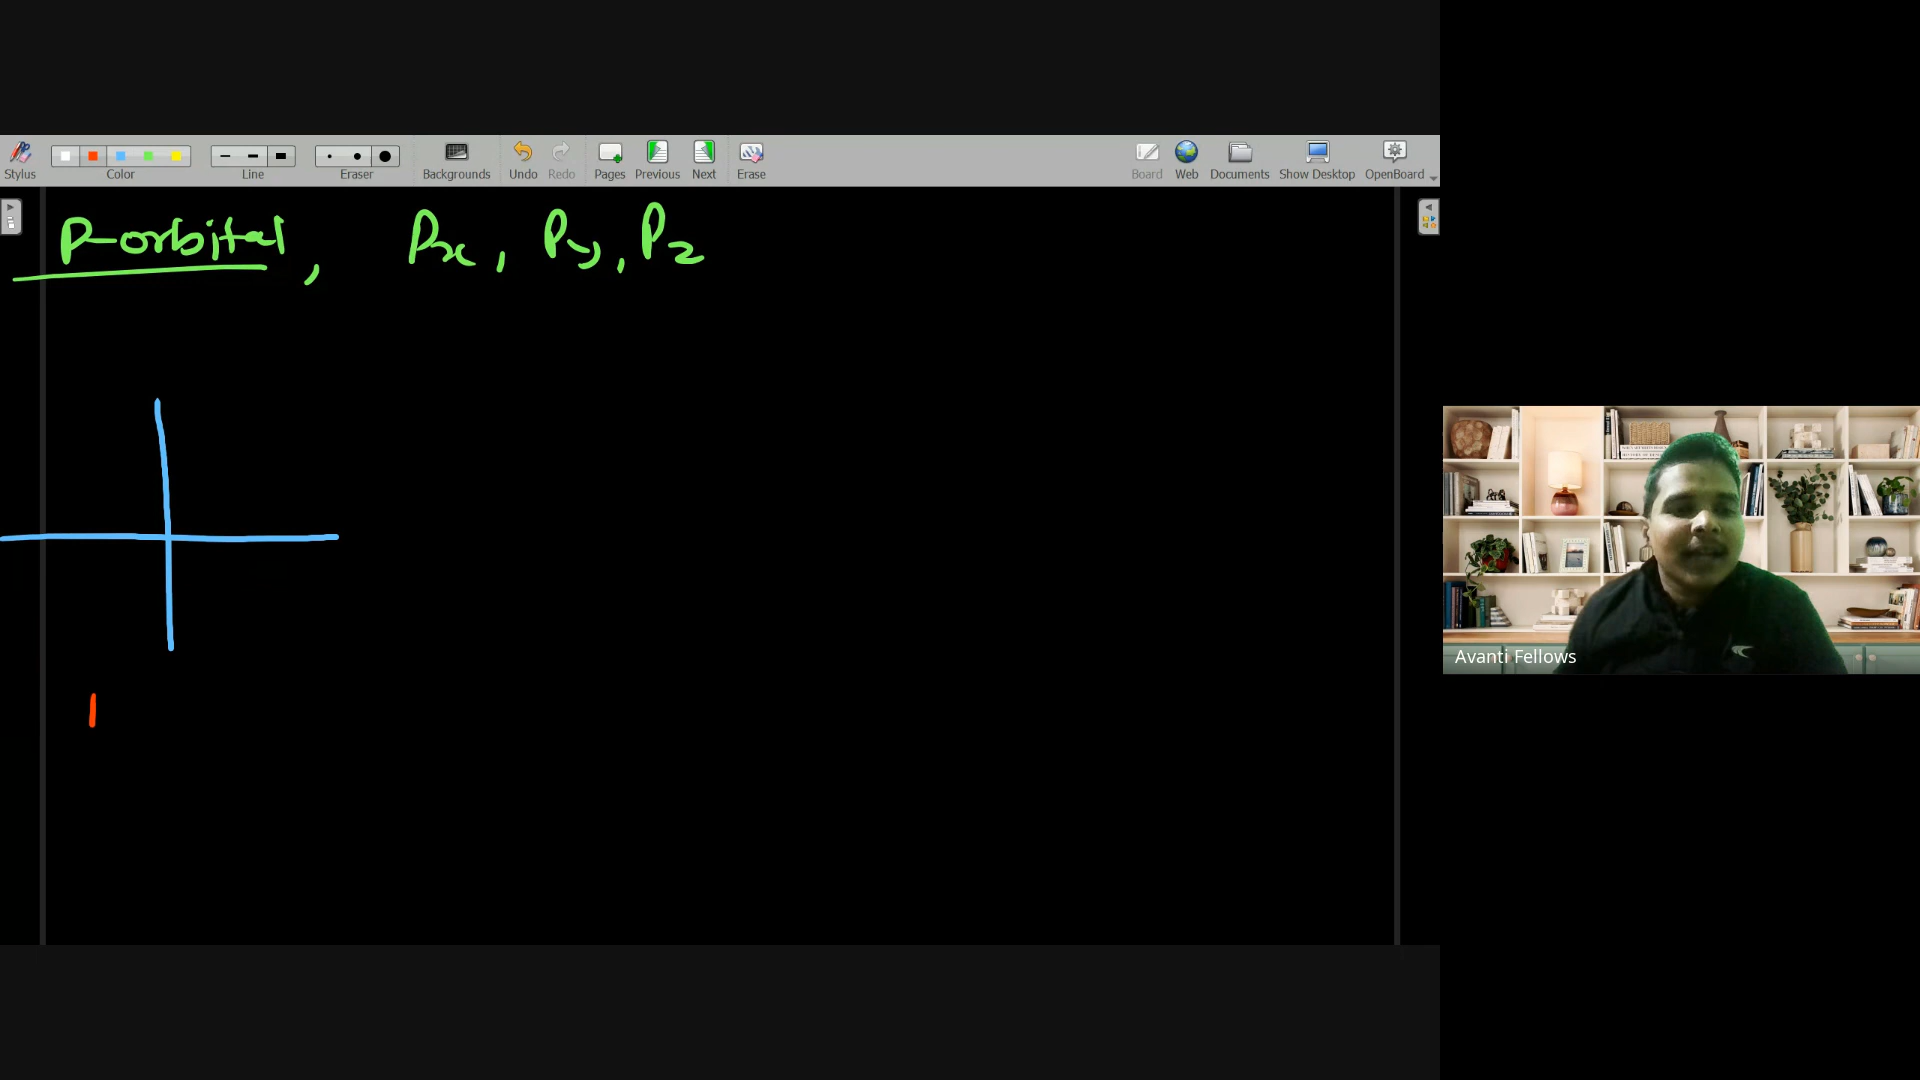 Stylus Color Line Eraser Backgrounds Undo Redo Pages Previous Next Erase Board Web Documents Show Desktop OpenBoard
P-orbital, Px, Py, Pz
Avanti Fellows